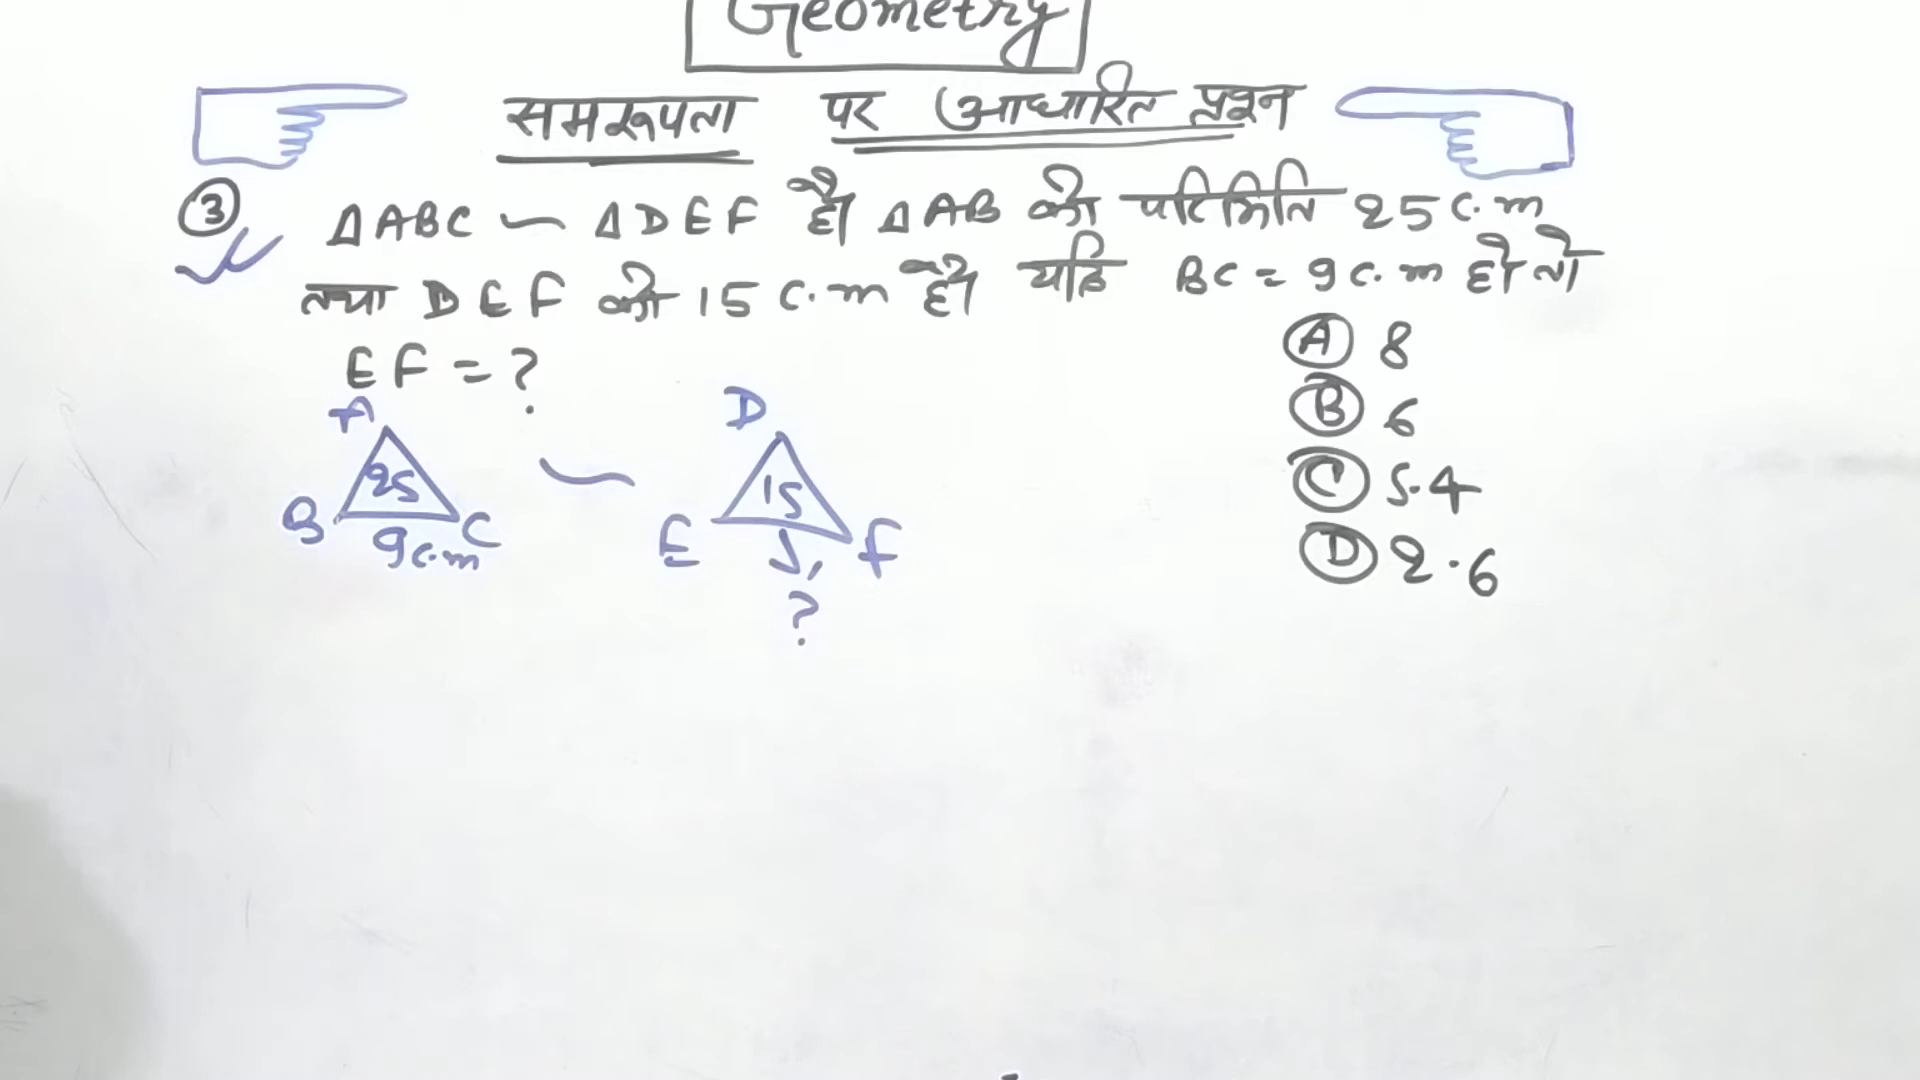 Geometry
समरूपता पर आधारित प्रश्न
③ ΔABC ~ ΔDEF है। ΔAB की परिमिति 25 c.m
तथा DEF की 15 c.m है। यदि BC = 9 c.m हो तो
EF = ?
Ⓐ 8
Ⓑ 6
Ⓒ 5.4
Ⓓ 2.6
A D
25 ~ 15
B C E F
9 c.m ?